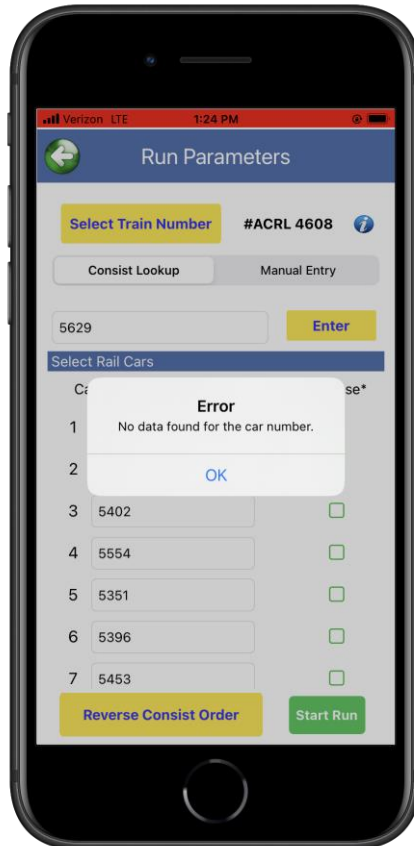 Verizon LTE 1:24 PM
Run Parameters
Select Train Number #ACRL 4608 i
Consist Lookup Manual Entry
5629 Enter
Select Rail Cars
Ca se*
Error
1 No data found for the car number.
2 OK
3 5402
4 5554
5 5351
6 5396
7 5453
Reverse Consist Order Start Run